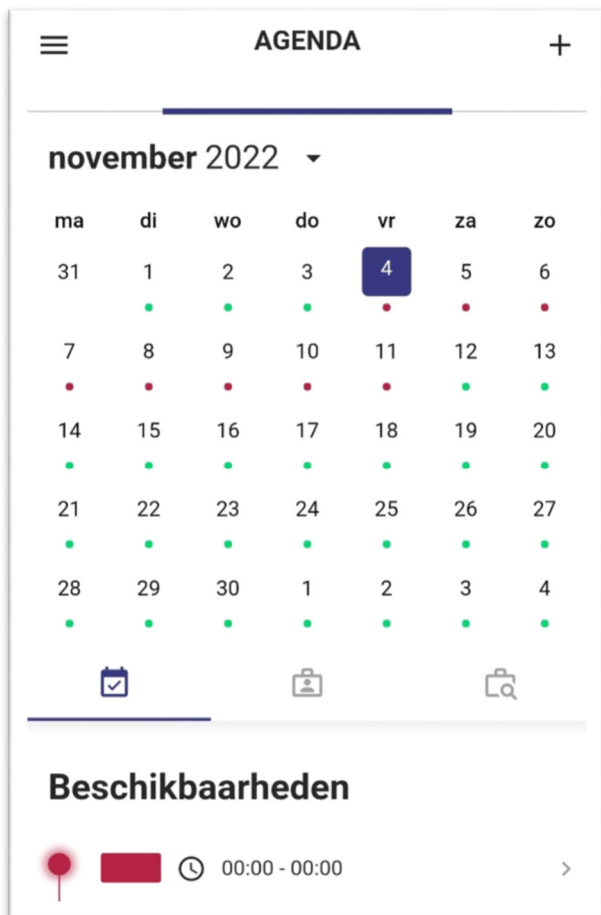 AGENDA
november 2022
ma di wo do vr za zo
31 1 2 3 4 5 6
7 8 9 10 11 12 13
14 15 16 17 18 19 20
21 22 23 24 25 26 27
28 29 30 1 2 3 4
Beschikbaarheden
00:00 - 00:00